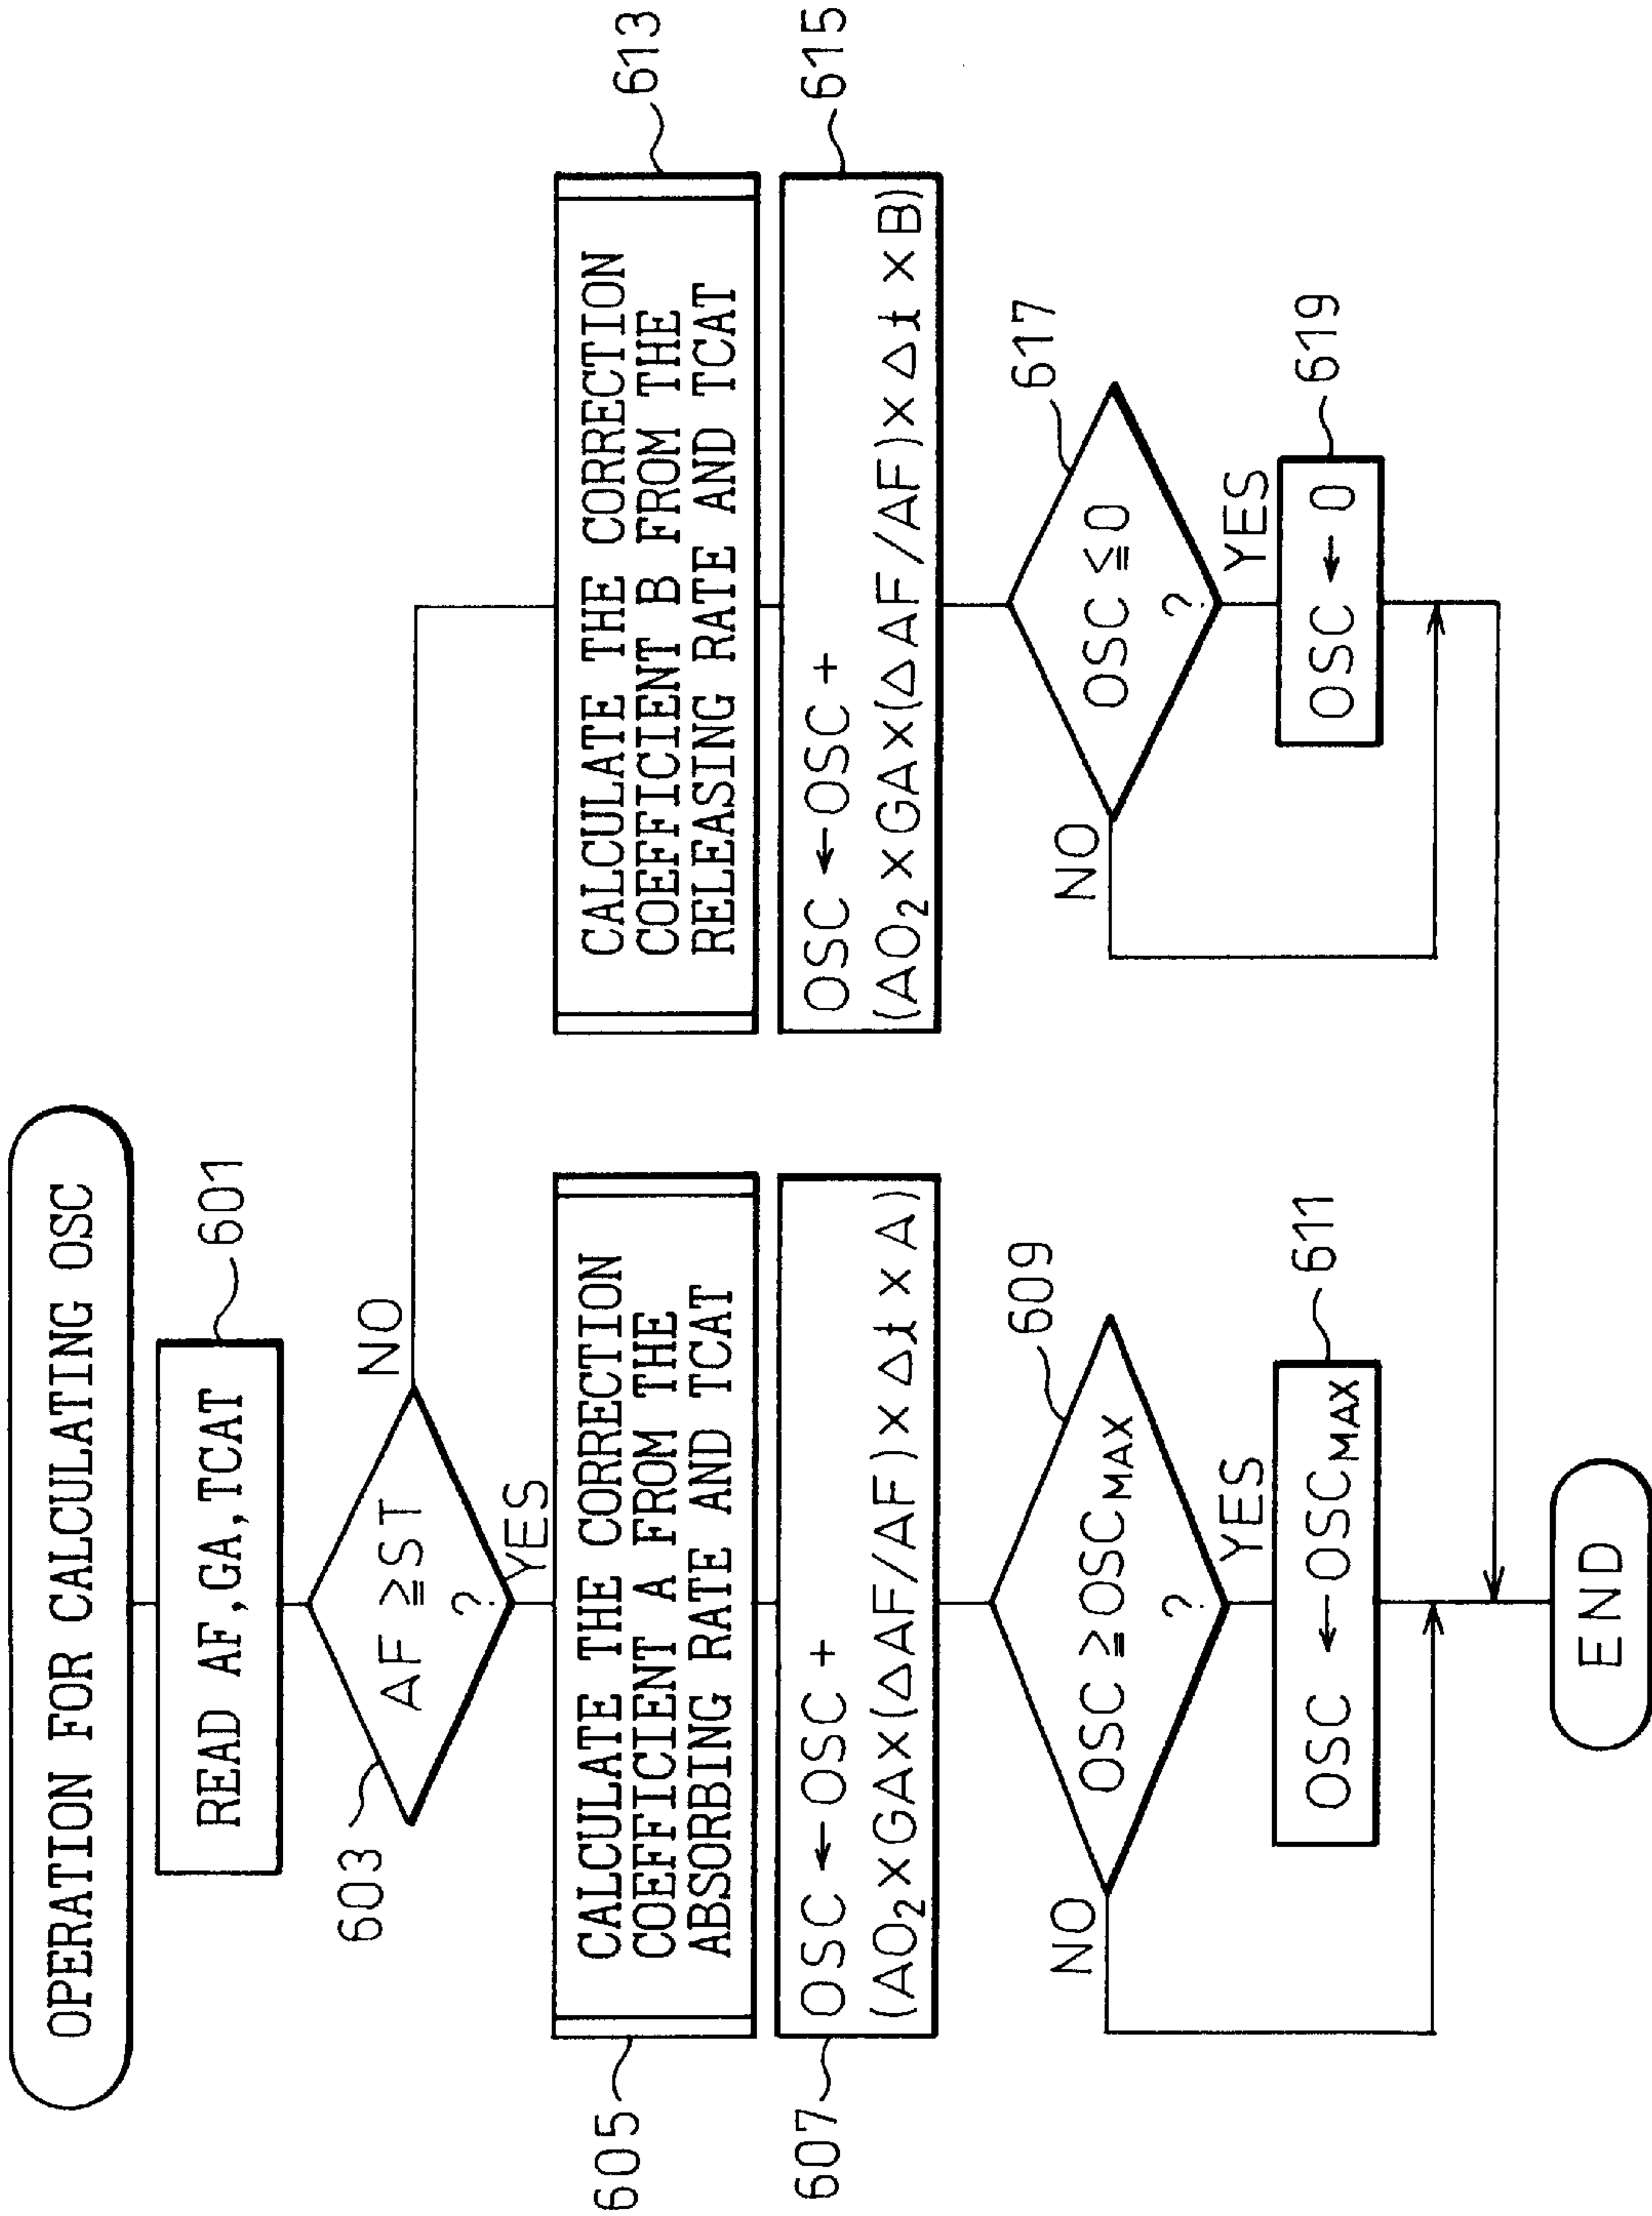 OPERATION FOR CALCULATING OSC
READ AF,GA,TCAT
601
603
AF ≧ST
?
NO
YES
605
CALCULATE THE CORRECTION
COEFFICIENT A FROM THE
ABSORBING RATE AND TCAT
607
OSC ← OSC +
(AO₂×GA×(ΔAF/AF)×Δt×A)
609
OSC ≧OSCMAX
?
NO
YES
611
OSC ← OSCMAX
613
CALCULATE THE CORRECTION
COEFFICIENT B FROM THE
RELEASING RATE AND TCAT
615
OSC ← OSC +
(AO₂×GA×(ΔAF/AF)×Δt×B)
617
OSC ≦0
?
NO
YES
619
OSC ← 0
END